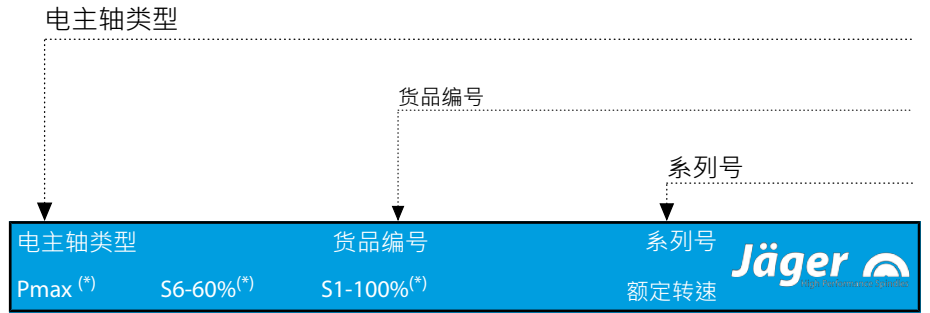 电主轴类型
货品编号
系列号
电主轴类型 货品编号 系列号
Jäger
Pmax (*) S6-60%(*) S1-100%(*) 额定转速